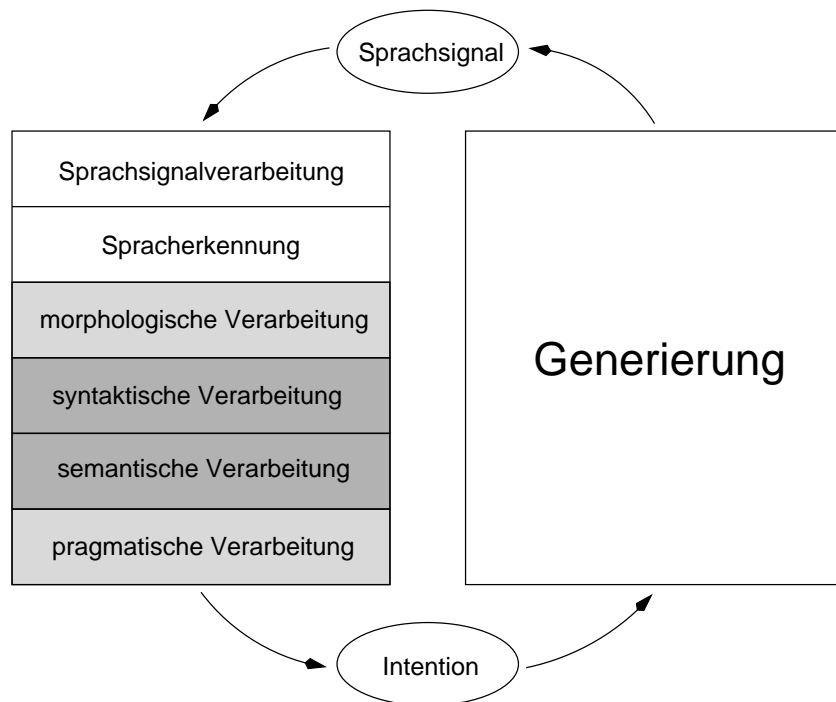 Sprachsignal
Sprachsignalverarbeitung
Spracherkennung
morphologische Verarbeitung
syntaktische Verarbeitung
semantische Verarbeitung
pragmatische Verarbeitung
Generierung
Intention